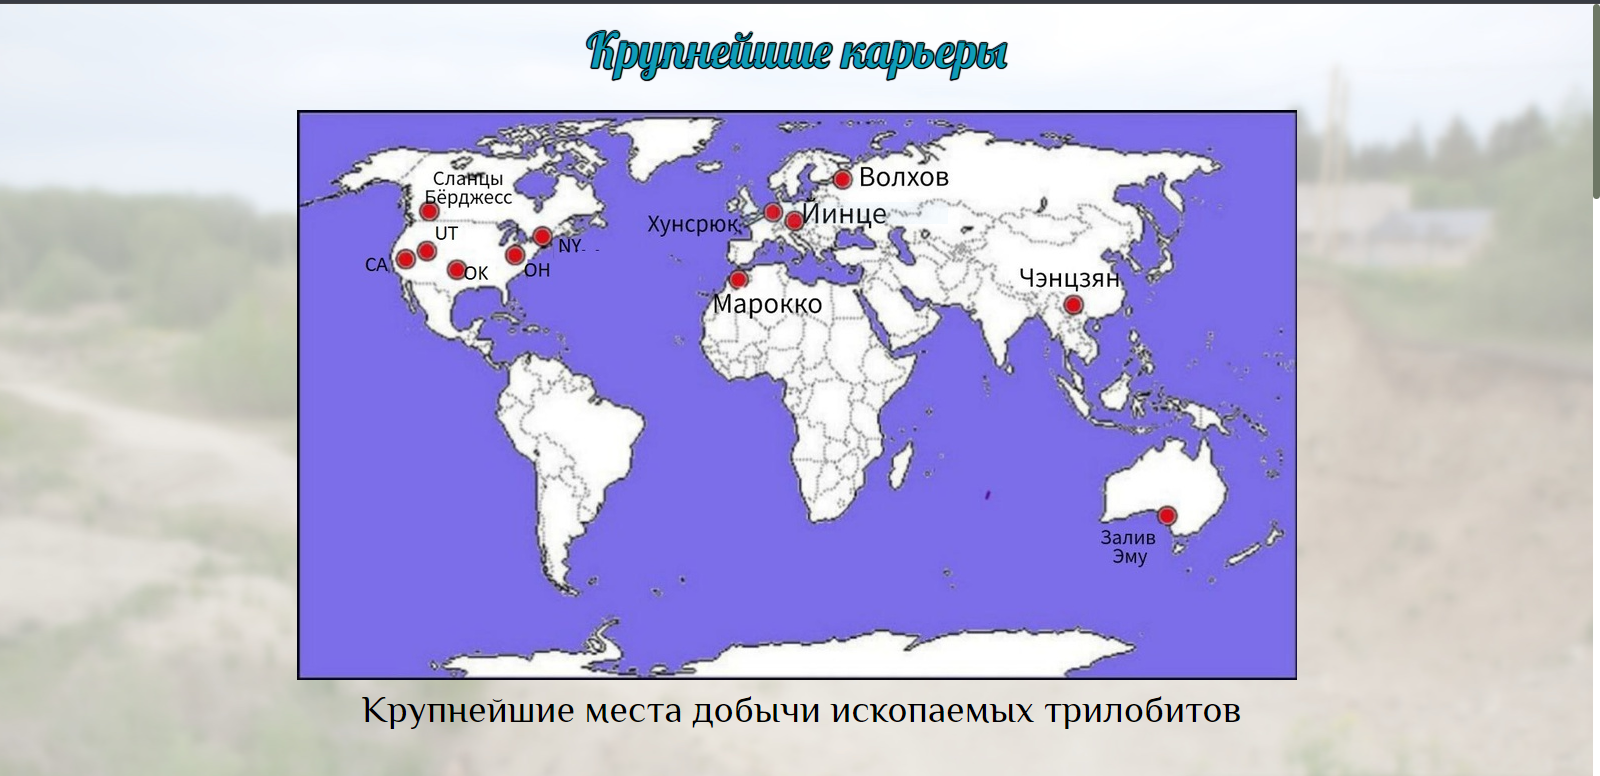 Крупнейшие карьеры
Сланцы
Бёрджесс
Волхов
Хунсрюк
Йинце
UT
NY
CA
OK
OH
Чэнцзян
Марокко
Залив
Эму
Крупнейшие места добычи ископаемых трилобитов